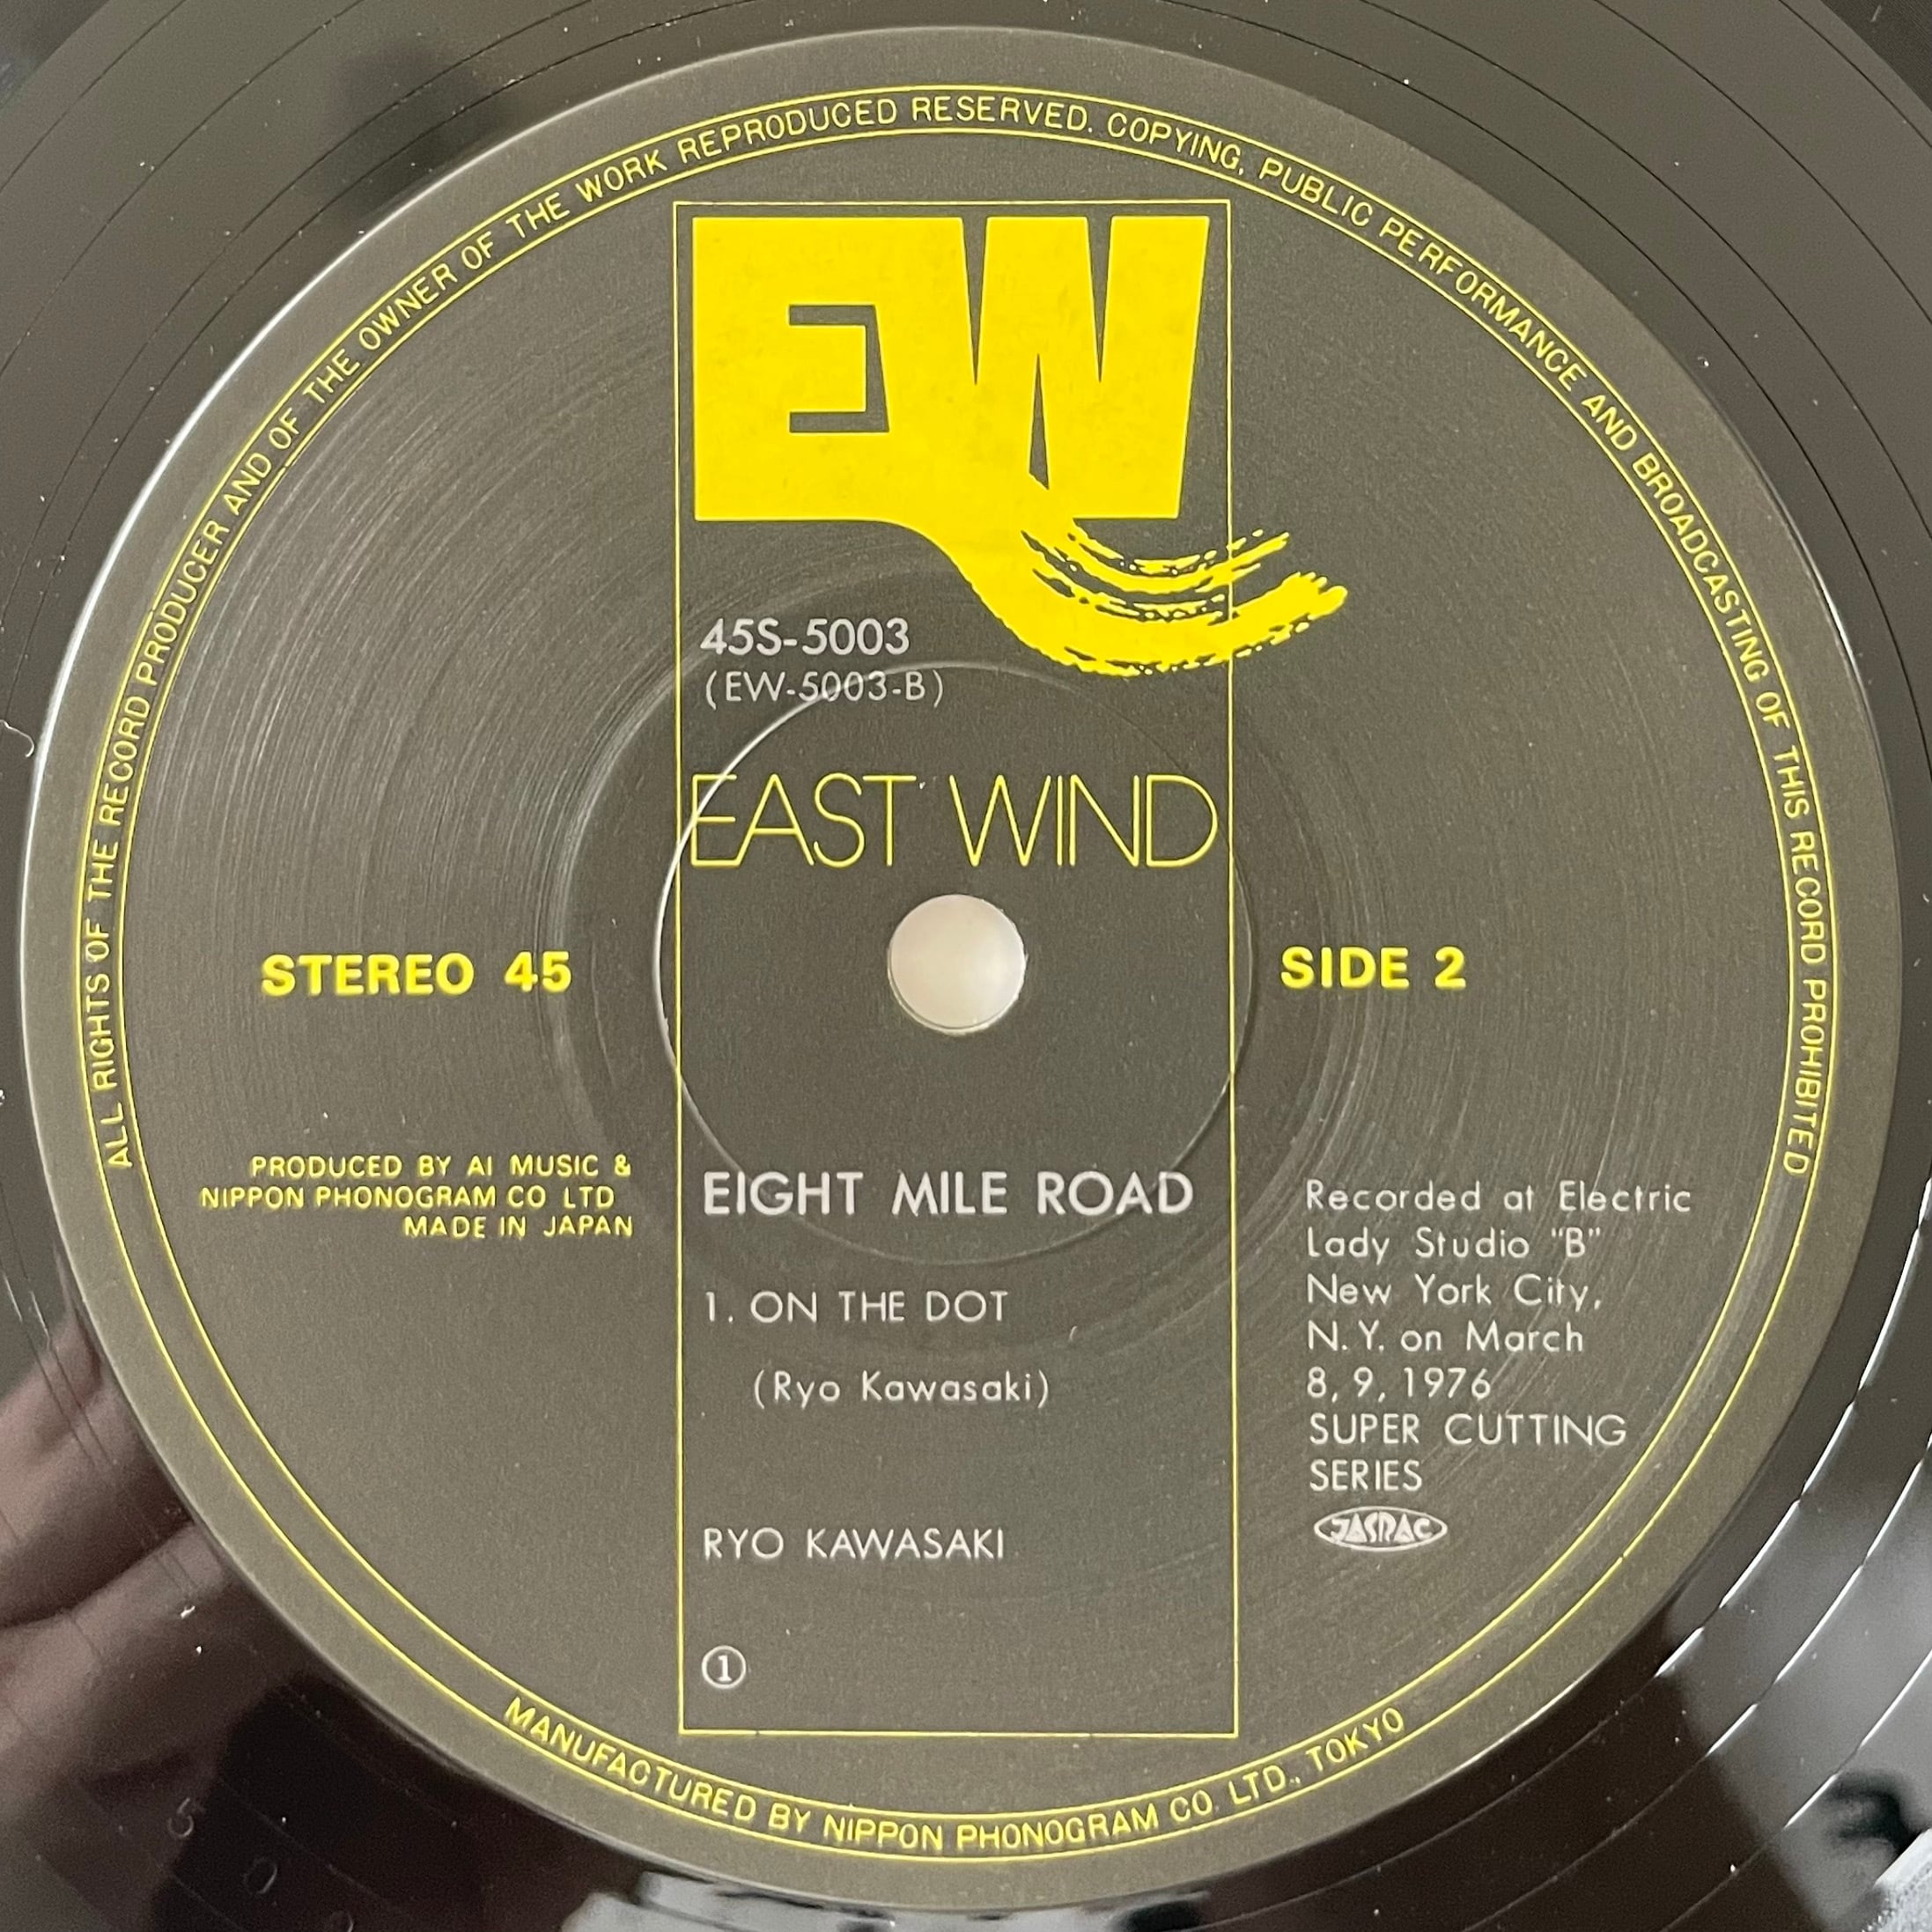 ALL RIGHTS OF THE RECORD PRODUCER AND OF THE OWNER OF THE WORK REPRODUCED RESERVED. COPYING, PUBLIC PERFORMANCE AND BROADCASTING OF THIS RECORD PROHIBITED
EW
45S-5003
(EW-5003-B)
EAST WIND
STEREO 45
SIDE 2
PRODUCED BY AI MUSIC &
NIPPON PHONOGRAM CO LTD
MADE IN JAPAN
EIGHT MILE ROAD
1. ON THE DOT
(Ryo Kawasaki)
RYO KAWASAKI
①
Recorded at Electric
Lady Studio "B"
New York City,
N.Y. on March
8, 9, 1976
SUPER CUTTING
SERIES
JASRAC
MANUFACTURED BY NIPPON PHONOGRAM CO. LTD., TOKYO